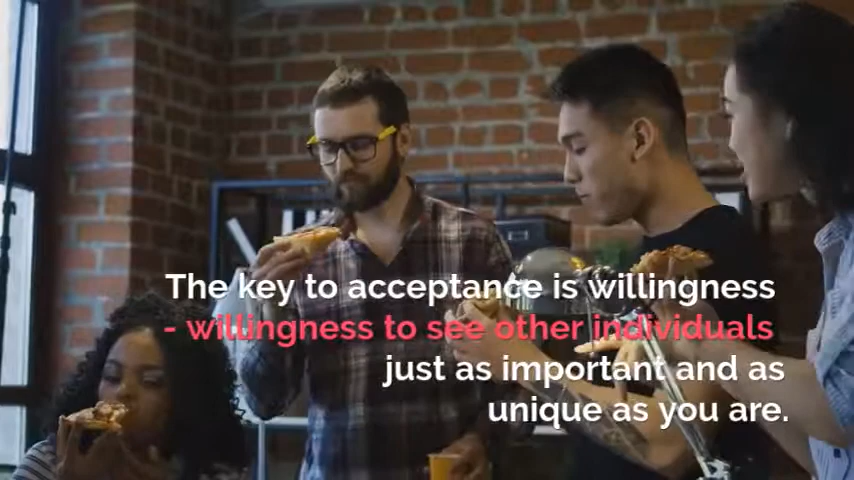 The key to acceptance is willingness
- willingness to see other individuals
just as important and as
unique as you are.